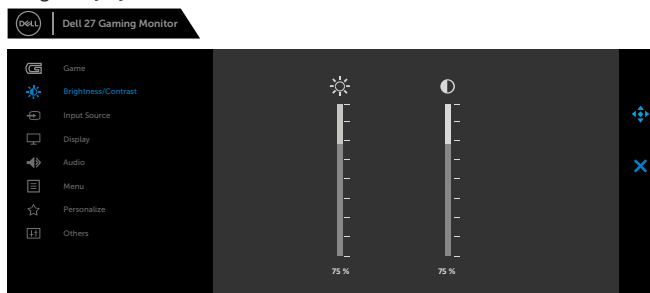 DELL
Dell 27 Gaming Monitor
Game
Brightness/Contrast
Input Source
Display
Audio
Menu
Personalize
Others
75 %
75 %